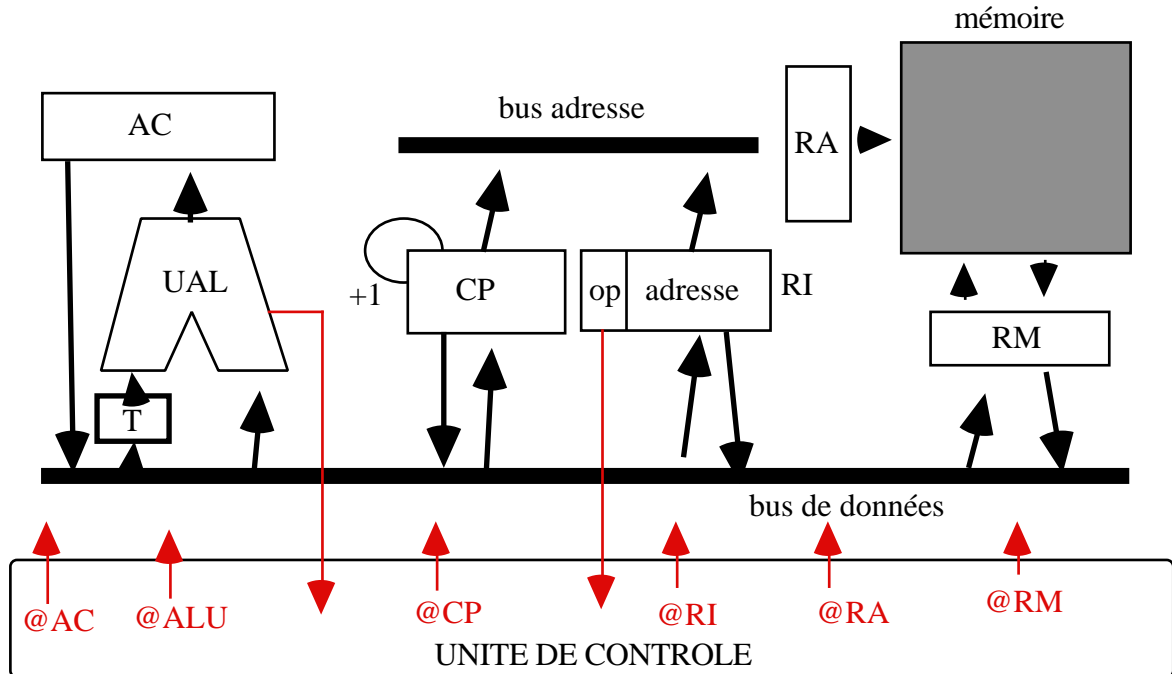 mémoire
bus adresse
AC
RA
UAL
+1
CP
op
adresse
RI
RM
T
bus de données
@AC
@ALU
@CP
@RI
@RA
@RM
UNITE DE CONTROLE